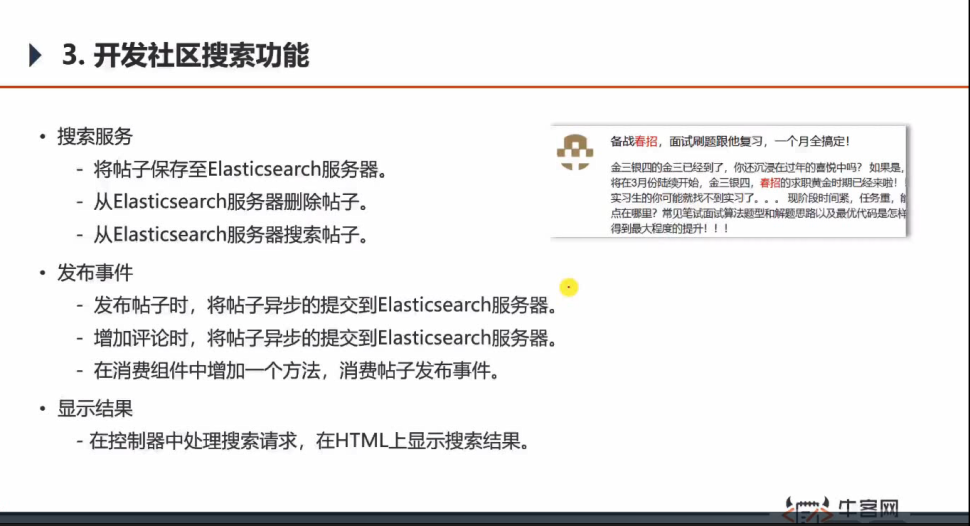 3. 开发社区搜索功能
• 搜索服务
- 将帖子保存至Elasticsearch服务器。
- 从Elasticsearch服务器删除帖子。
- 从Elasticsearch服务器搜索帖子。
• 发布事件
- 发布帖子时，将帖子异步的提交到Elasticsearch服务器。
- 增加评论时，将帖子异步的提交到Elasticsearch服务器。
- 在消费组件中增加一个方法，消费帖子发布事件。
• 显示结果
- 在控制器中处理搜索请求，在HTML上显示搜索结果。
备战春招，面试刷题跟他复习，一个月全搞定！
金三银四的金三已经到了，你还沉浸在过年的喜悦中吗？ 如果是，
将在3月份陆续开始，金三银四，春招的求职黄金时期已经来啦！
实习生的你可能就找不到实习了。。。 现阶段时间紧，任务重，能
点在哪里？常见笔试面试算法题型和解题思路以及最优代码是怎样
得到最大程度的提升！！！
牛客网